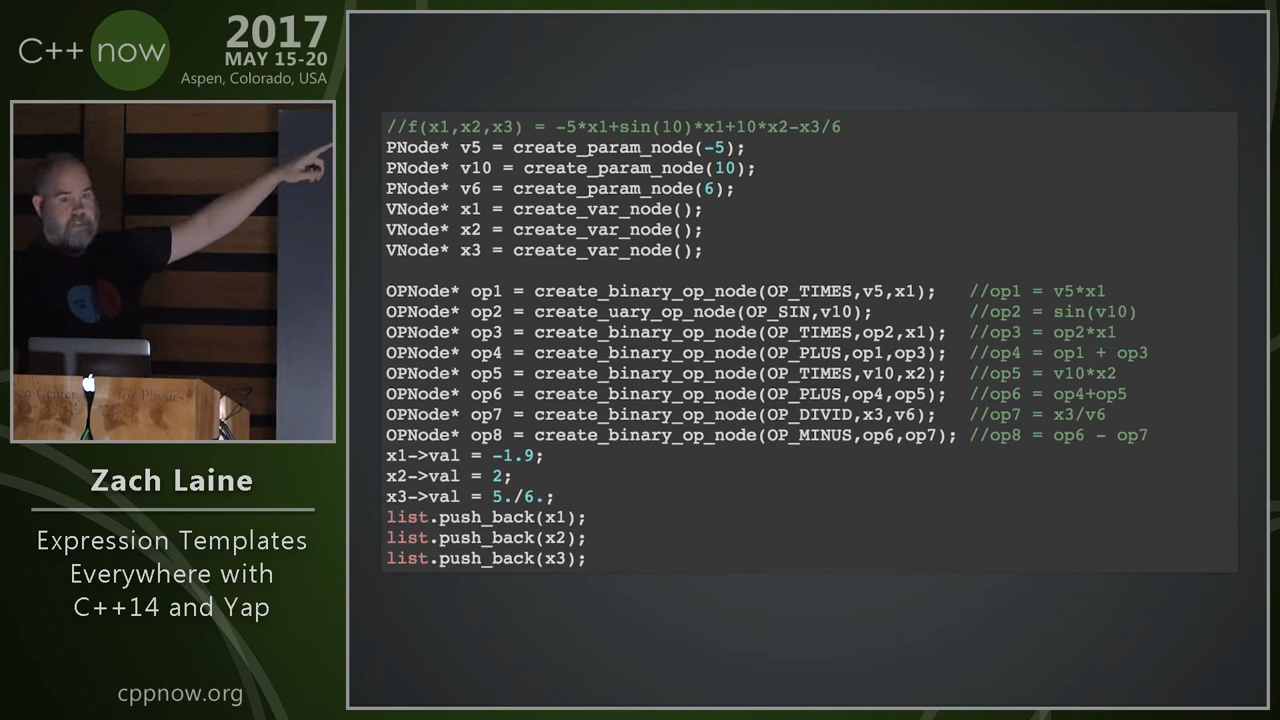 C++ now
2017
MAY 15-20
Aspen, Colorado, USA
Center for Physics
Zach Laine
Expression Templates
Everywhere with
C++14 and Yap
cppnow.org
//f(x1,x2,x3) = -5*x1+sin(10)*x1+10*x2-x3/6
PNode* v5 = create_param_node(-5);
PNode* v10 = create_param_node(10);
PNode* v6 = create_param_node(6);
VNode* x1 = create_var_node();
VNode* x2 = create_var_node();
VNode* x3 = create_var_node();
OPNode* op1 = create_binary_op_node(OP_TIMES,v5,x1); //op1 = v5*x1
OPNode* op2 = create_uary_op_node(OP_SIN,v10); //op2 = sin(v10)
OPNode* op3 = create_binary_op_node(OP_TIMES,op2,x1); //op3 = op2*x1
OPNode* op4 = create_binary_op_node(OP_PLUS,op1,op3); //op4 = op1 + op3
OPNode* op5 = create_binary_op_node(OP_TIMES,v10,x2); //op5 = v10*x2
OPNode* op6 = create_binary_op_node(OP_PLUS,op4,op5); //op6 = op4+op5
OPNode* op7 = create_binary_op_node(OP_DIVID,x3,v6); //op7 = x3/v6
OPNode* op8 = create_binary_op_node(OP_MINUS,op6,op7); //op8 = op6 - op7
x1->val = -1.9;
x2->val = 2;
x3->val = 5./6.;
list.push_back(x1);
list.push_back(x2);
list.push_back(x3);